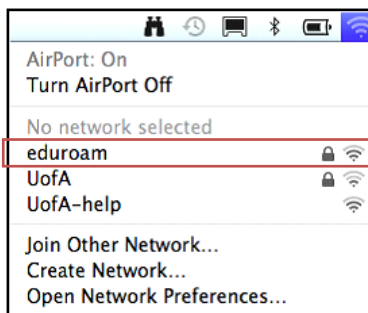 AirPort: On
Turn AirPort Off
No network selected
eduroam
UofA
UofA-help
Join Other Network...
Create Network...
Open Network Preferences...